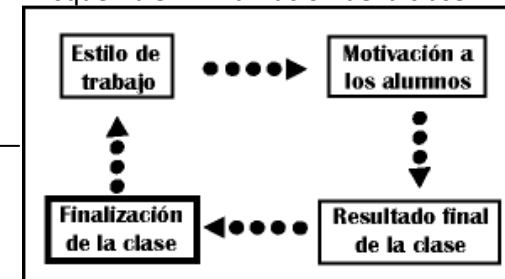 Estilo de
trabajo
Motivación a
los alumnos
Finalización
de la clase
Resultado final
de la clase